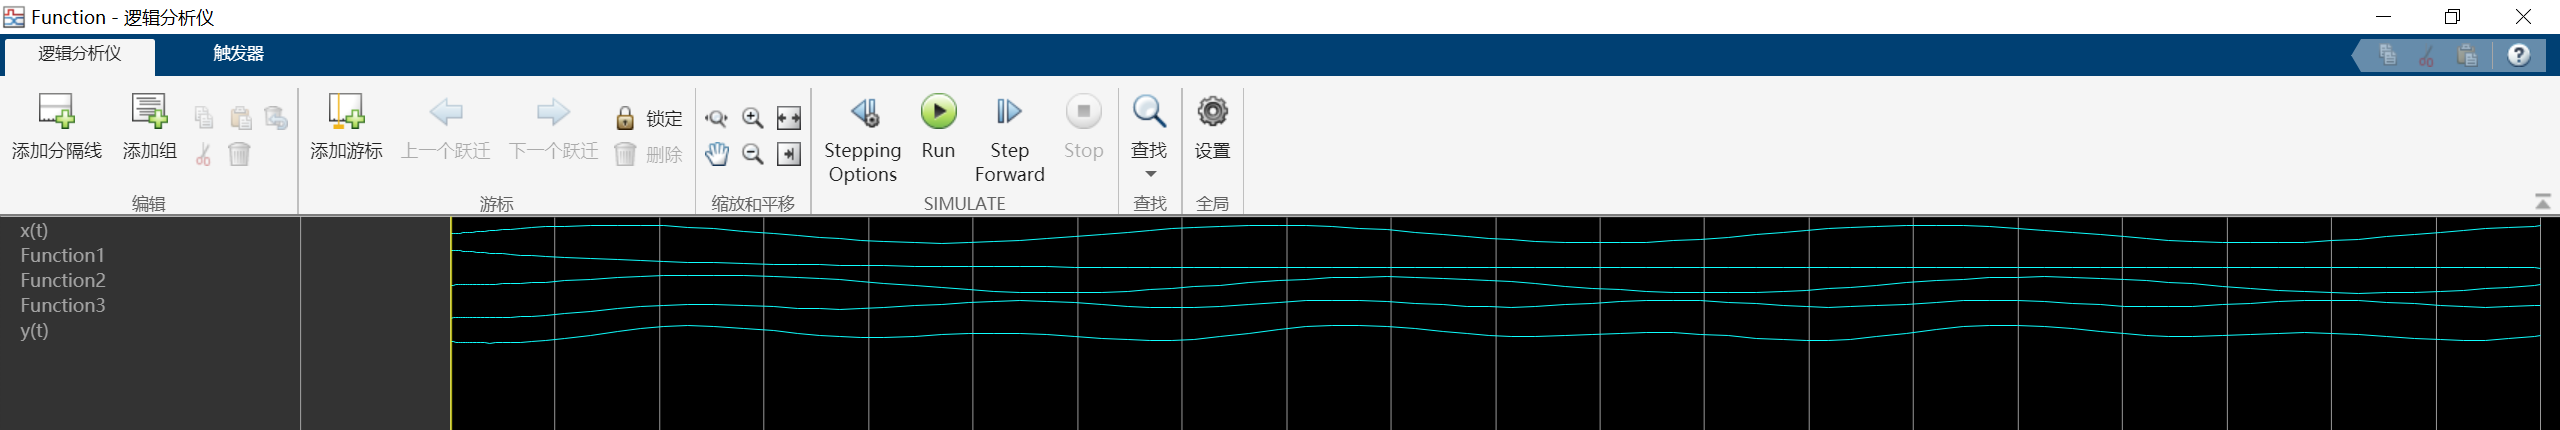 Function - 逻辑分析仪
逻辑分析仪
触发器
添加分隔线
添加组
编辑
添加游标
上一个跃迁
下一个跃迁
锁定
删除
游标
缩放和平移
Stepping
Options
Run
Step
Forward
Stop
SIMULATE
查找
查找
设置
全局
x(t)
Function1
Function2
Function3
y(t)